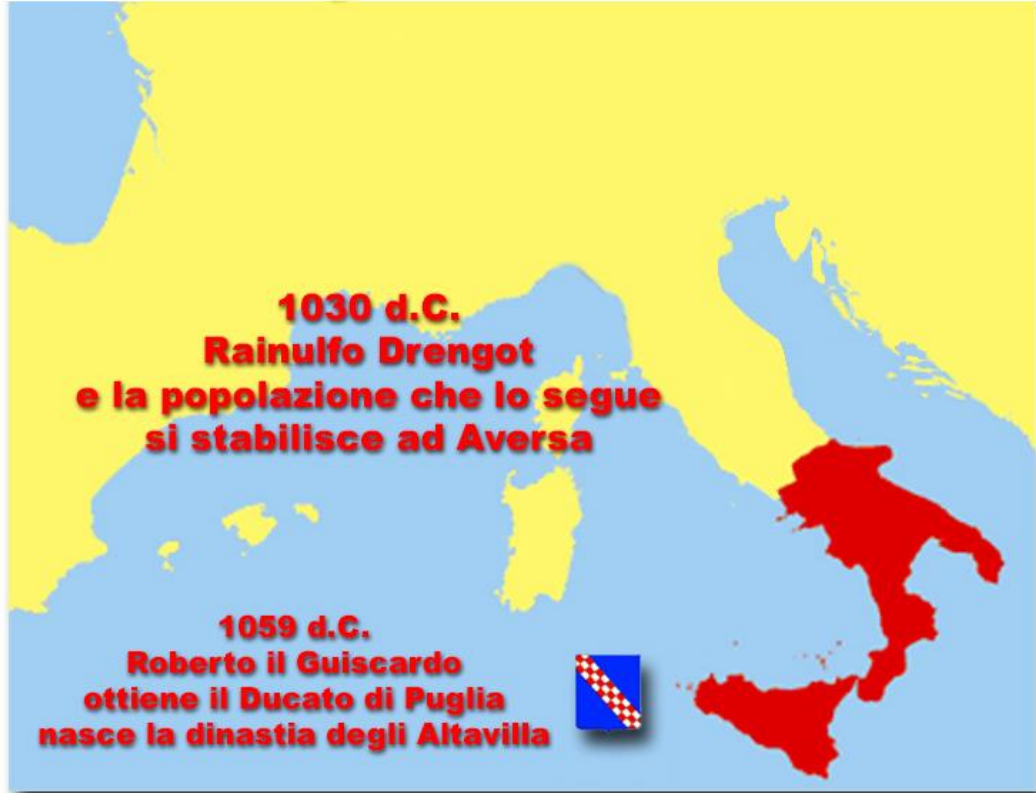 1030 d.C.
Rainulfo Drengot
e la popolazione che lo segue
si stabilisce ad Aversa
1059 d.C.
Roberto il Guiscardo
ottiene il Ducato di Puglia
nasce la dinastia degli Altavilla